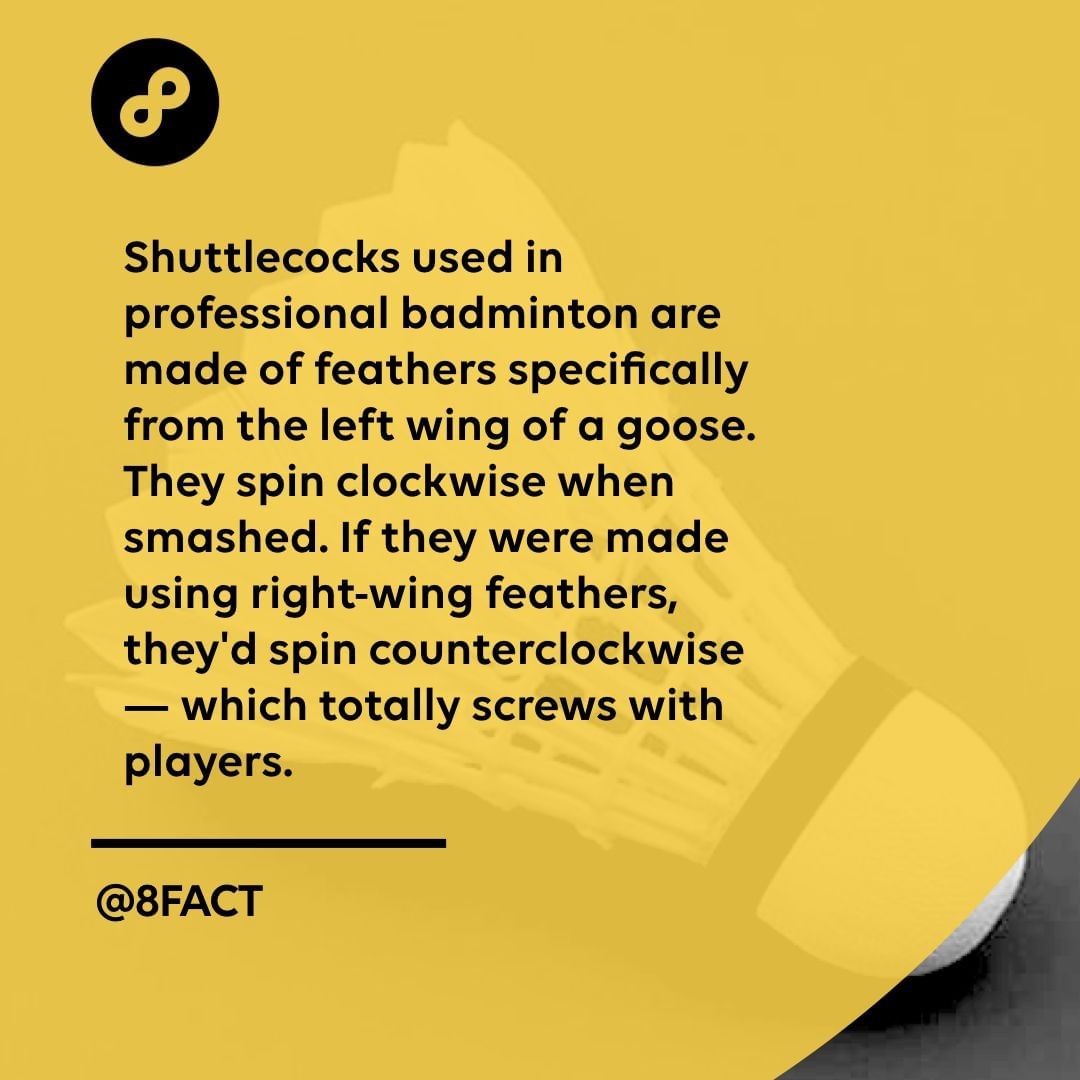 Shuttlecocks used in
professional badminton are
made of feathers specifically
from the left wing of a goose.
They spin clockwise when
smashed. If they were made
using right-wing feathers,
they'd spin counterclockwise
— which totally screws with
players.
@8FACT